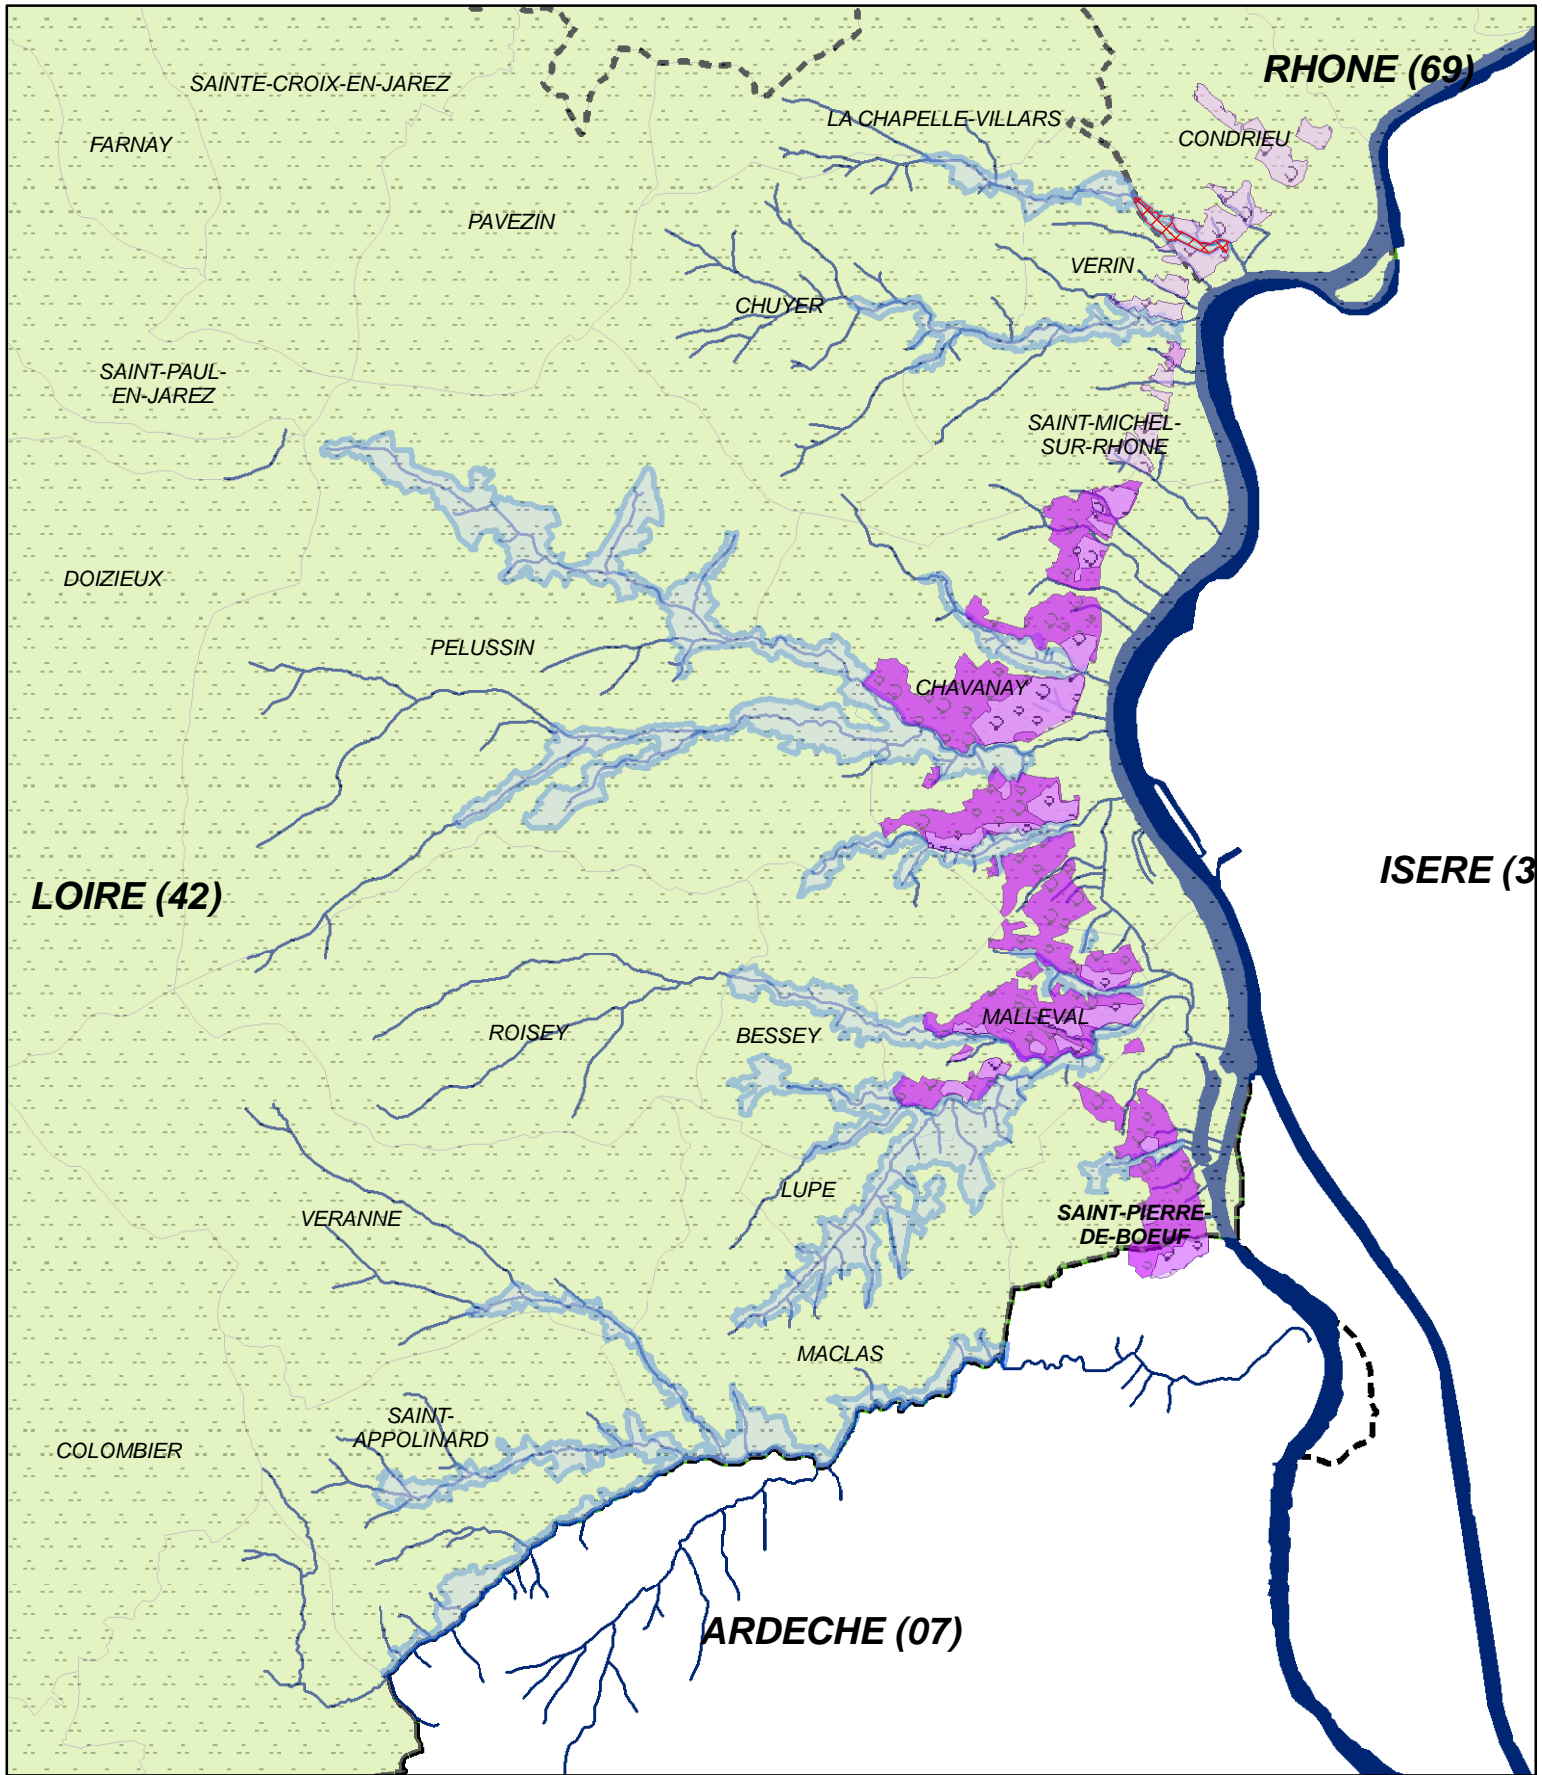 RHONE (69)
SAINTE-CROIX-EN-JAREZ
LA CHAPELLE-VILLARS
CONDRIEU
FARNAY
PAVEZIN
VERIN
CHUYER
SAINT-PAUL-
EN-JAREZ
SAINT-MICHEL-
SUR-RHONE
DOIZIEUX
PELUSSIN
CHAVANAY
ISERE (3
LOIRE (42)
MALLEVAL
ROISEY
BESSEY
LUPE
VERANNE
SAINT-PIERRE-
DE-BOEUF
MACLAS
SAINT-
APPOLINARD
COLOMBIER
ARDECHE (07)